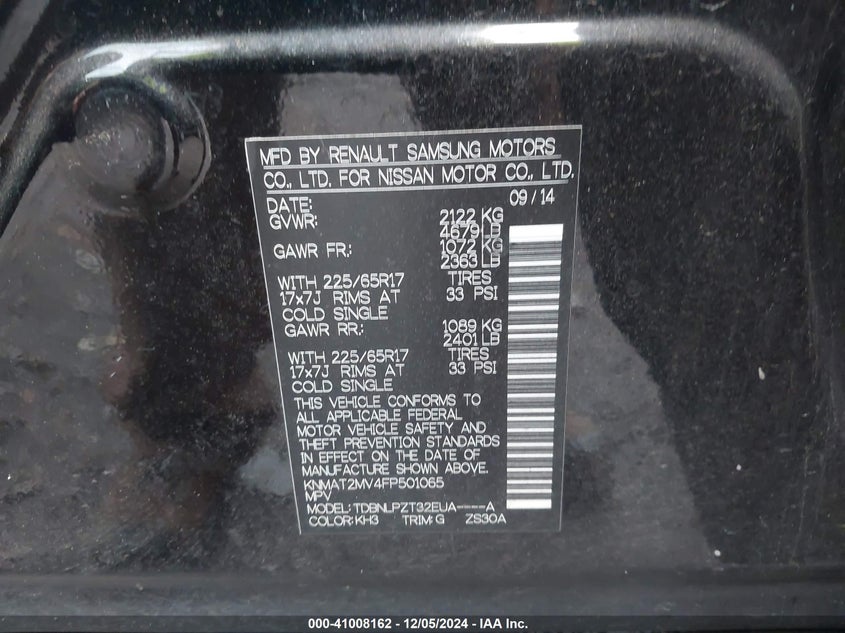 MFD BY RENAULT SAMSUNG MOTORS
CO., LTD. FOR NISSAN MOTOR CO., LTD.
DATE: 09/14
GVWR: 2122 KG
4679 LB
GAWR FR.: 1072 KG
2363 LB
WITH 225/65R17 TIRES
17x7J RIMS AT 33 PSI
COLD SINGLE
GAWR RR.: 1089 KG
2401 LB
WITH 225/65R17 TIRES
17x7J RIMS AT 33 PSI
COLD SINGLE
THIS VEHICLE CONFORMS TO
ALL APPLICABLE FEDERAL
MOTOR VEHICLE SAFETY AND
THEFT PREVENTION STANDARDS
IN EFFECT ON THE DATE OF
MANUFACTURE SHOWN ABOVE.
KNMAT2MV4FP501065
MPV
MODEL: TDBNLPZT32EUA----A
COLOR: KH3 TRIM: G ZS30A
000-41008162 - 12/05/2024 - IAA Inc.